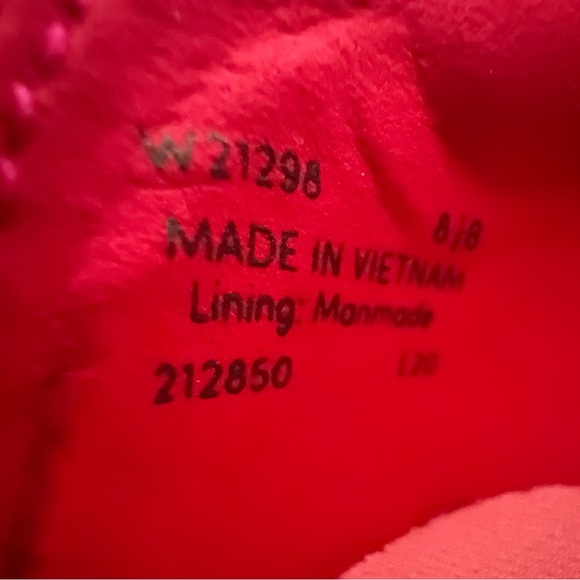 W 21298
8/8
MADE IN VIETNAM
Lining: Manmade
212850